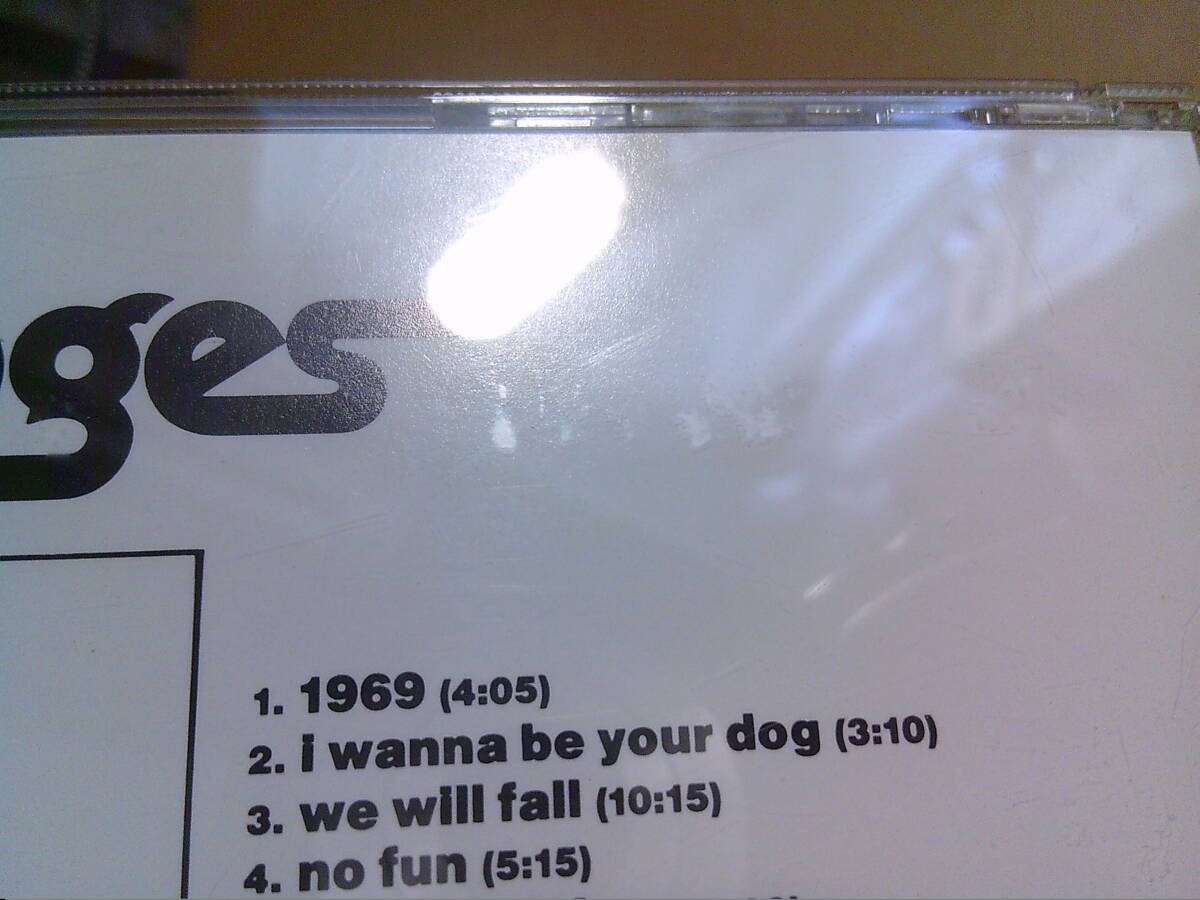 ges
1. 1969 (4:05)
2. i wanna be your dog (3:10)
3. we will fall (10:15)
4. no fun (5:15)